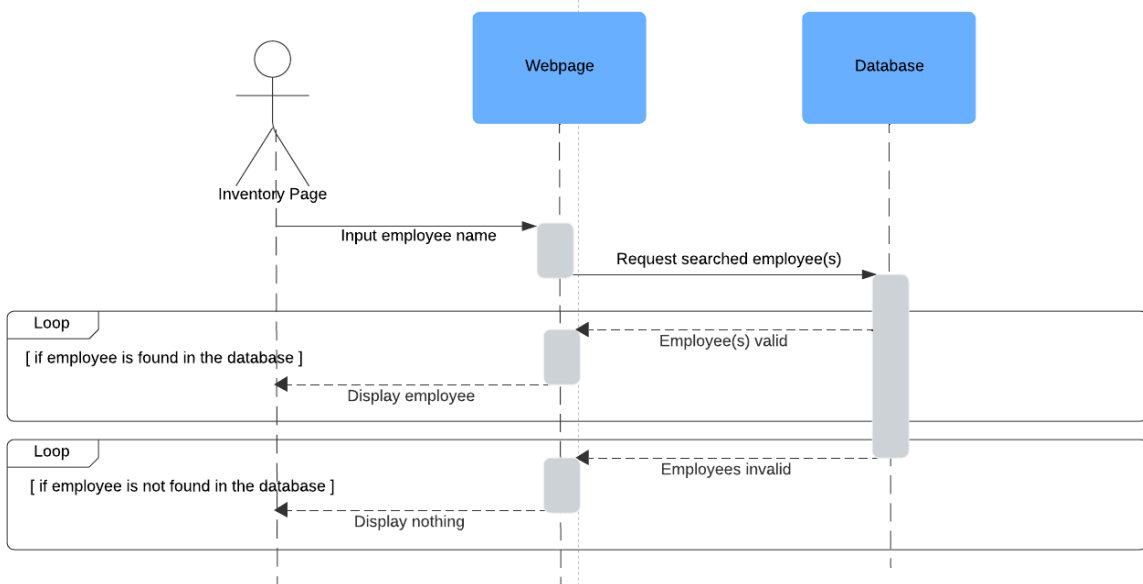 Webpage
Database
Inventory Page
Input employee name
Request searched employee(s)
Loop
[ if employee is found in the database ]
Employee(s) valid
Display employee
Loop
[ if employee is not found in the database ]
Employees invalid
Display nothing